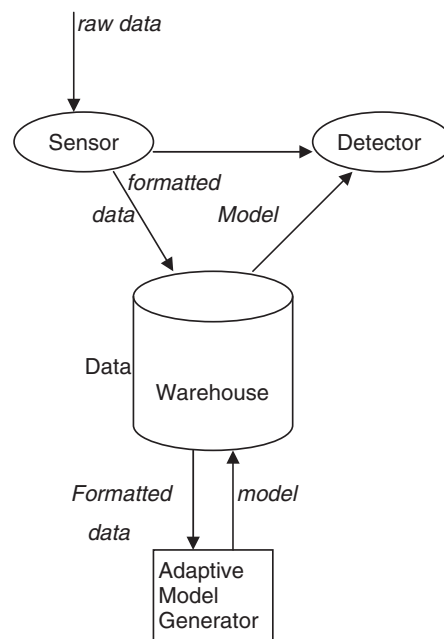 raw data
Sensor
Detector
formatted
data
Model
Data
Warehouse
Formatted
data
model
Adaptive
Model
Generator